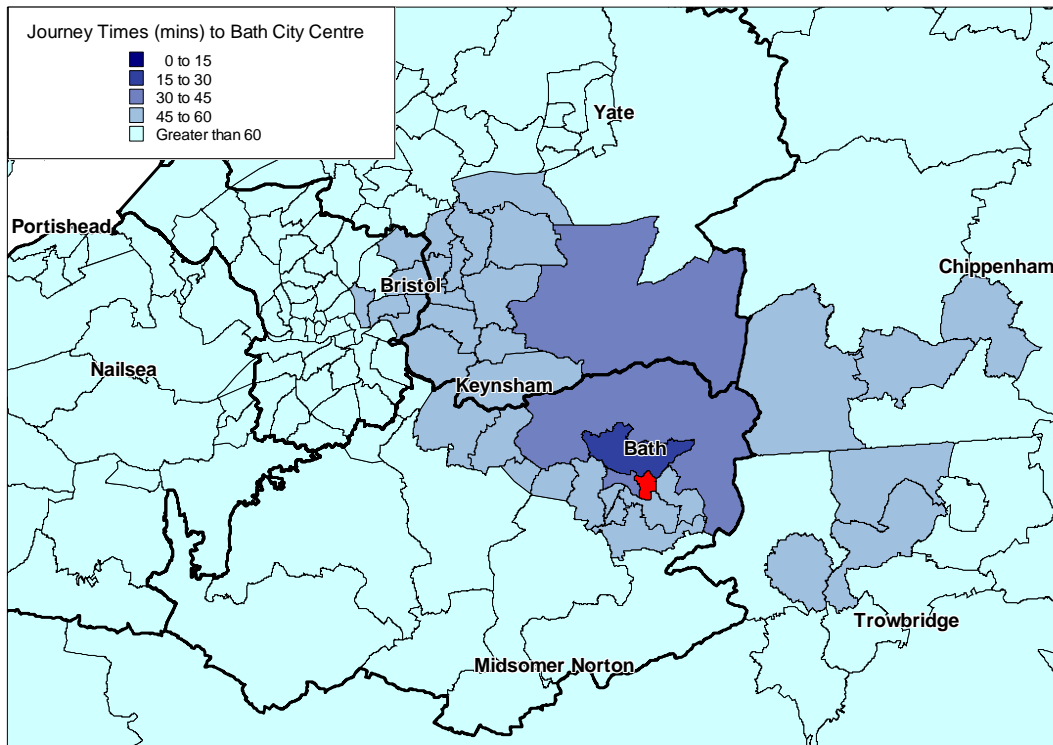 Journey Times (mins) to Bath City Centre
0 to 15
15 to 30
30 to 45
45 to 60
Greater than 60
Yate
Portishead
Chippenham
Bristol
Nailsea
Keynsham
Bath
Trowbridge
Midsomer Norton